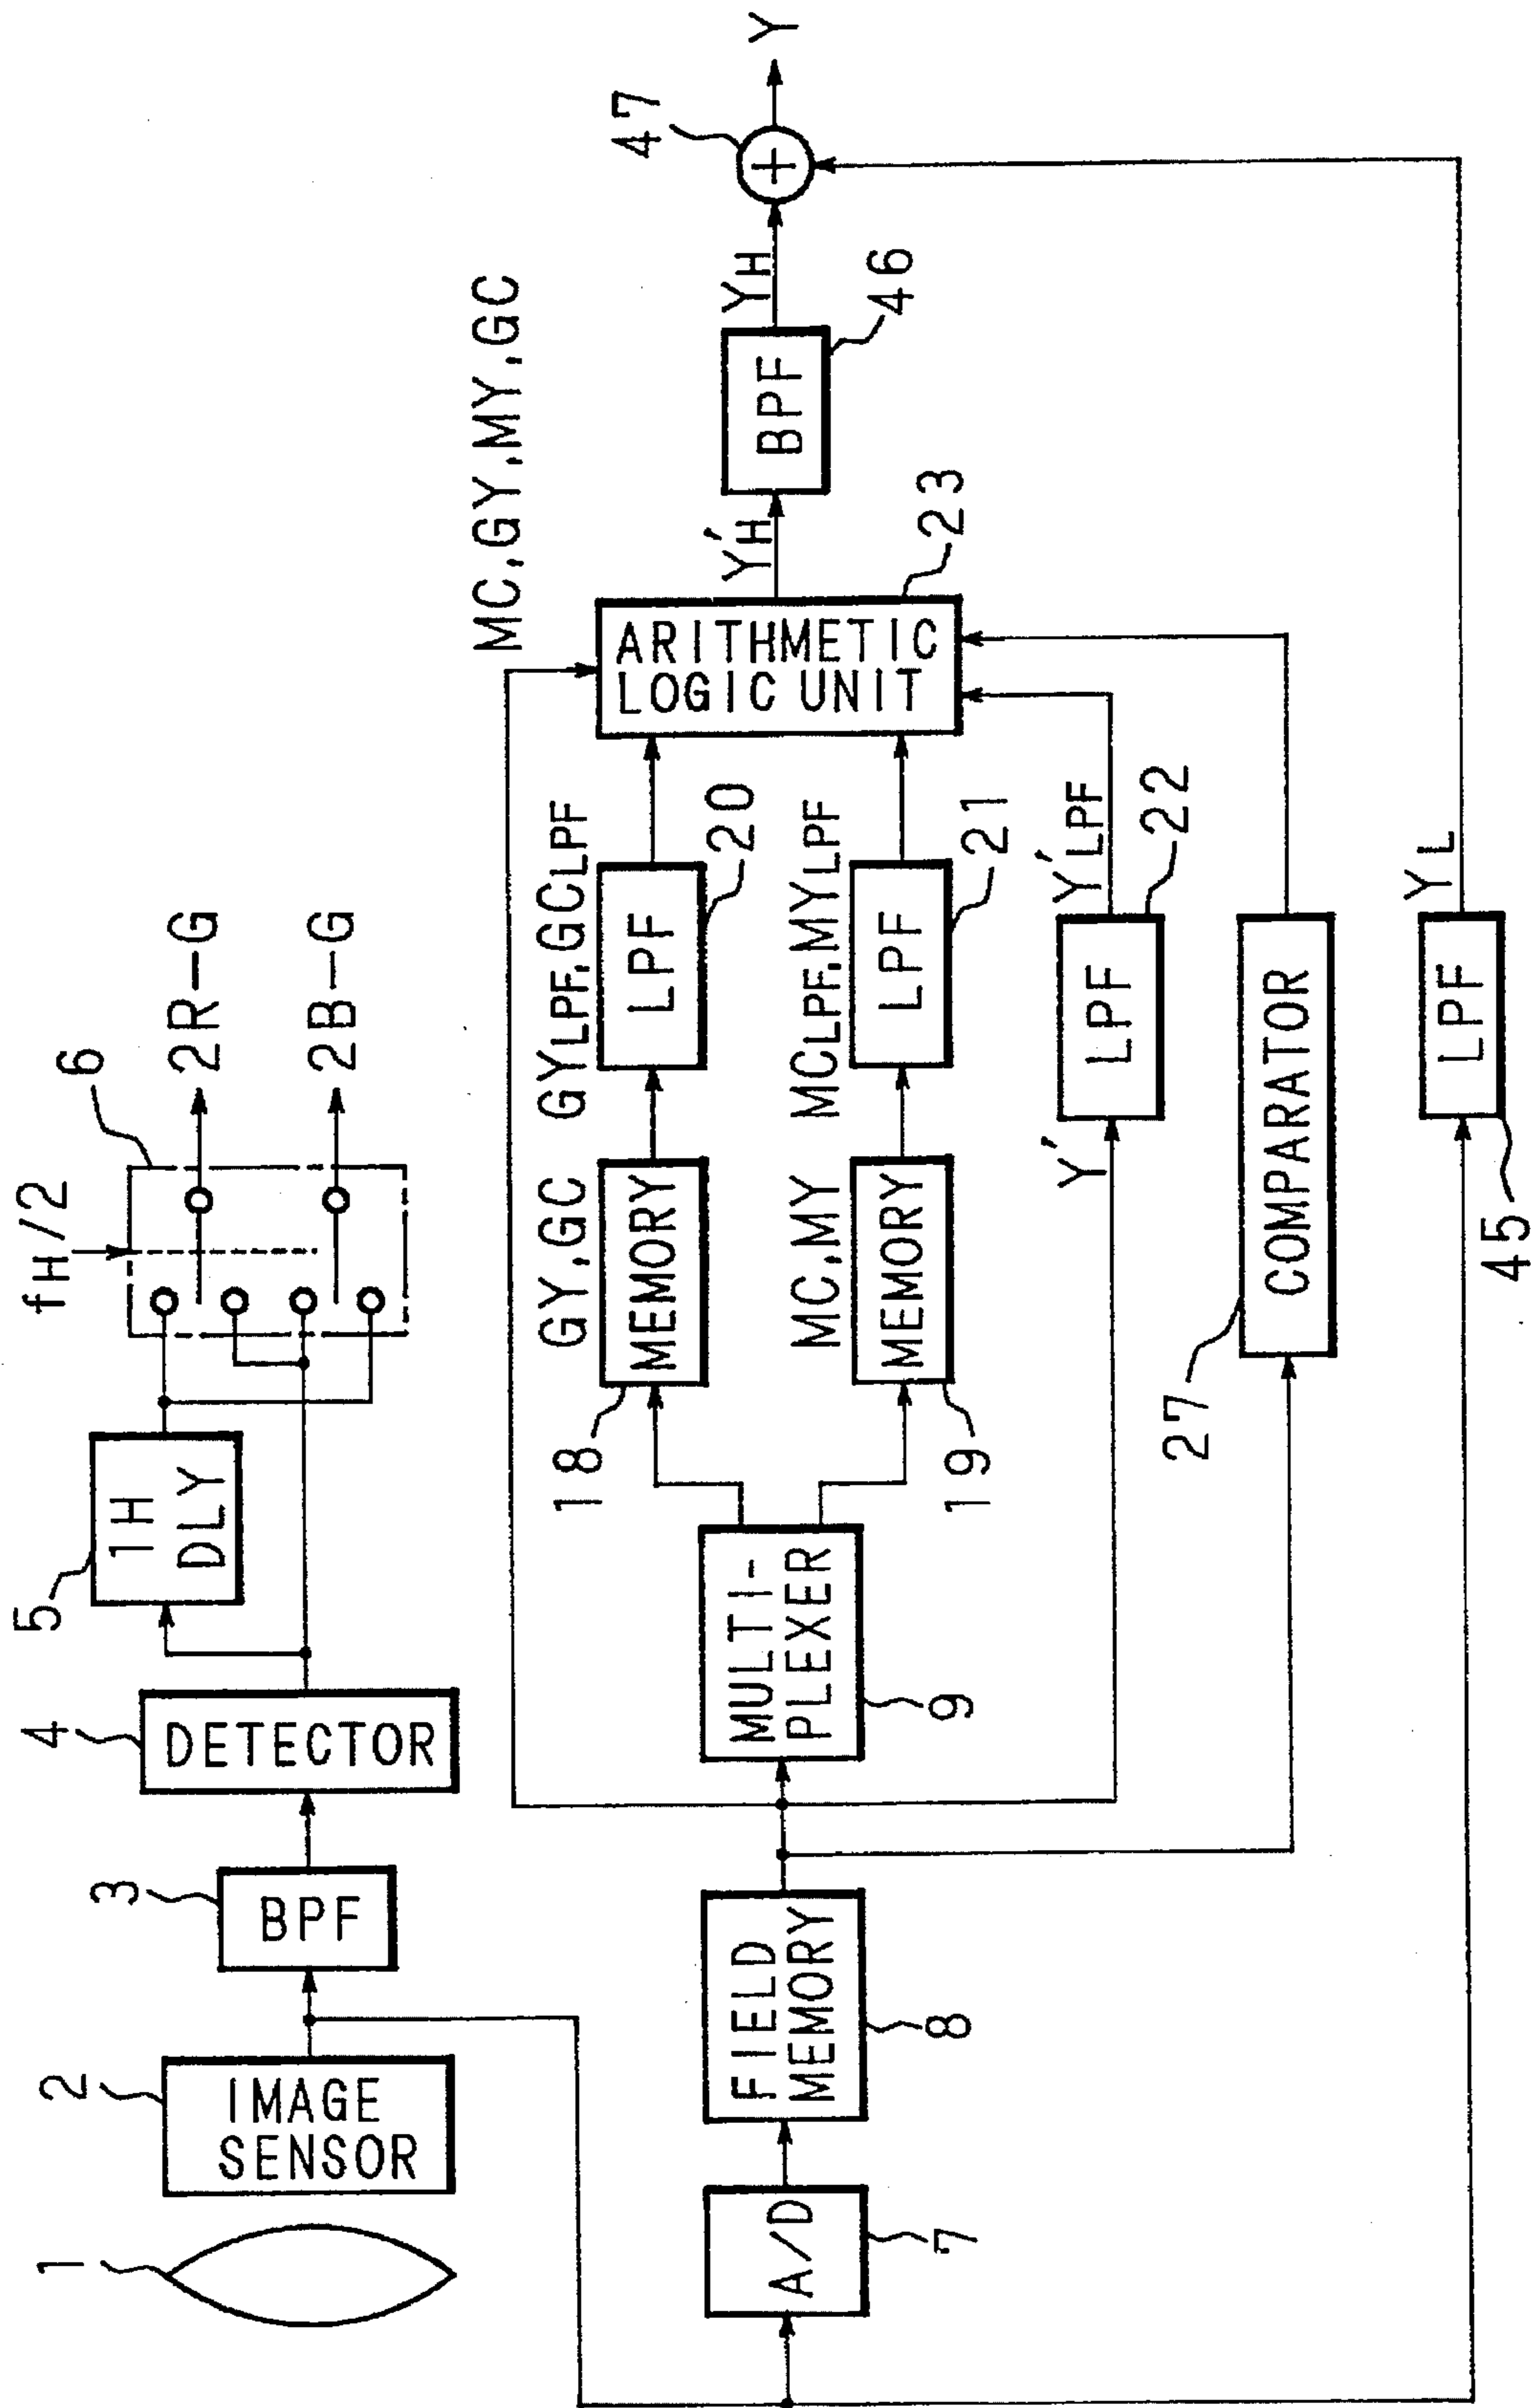 1
2
IMAGE
SENSOR
3
BPF
4
DETECTOR
5
1H
DLY
6
fH/2
2R-G
2B-G
7
A/D
8
FIELD
MEMORY
9
MULTI-
PLEXER
18
MEMORY
GY,GC
19
MEMORY
MC,MY
20
LPF
GYLPF,GCLPF
21
LPF
MCLPF,MYLPF
22
LPF
Y'
Y'LPF
27
COMPARATOR
45
LPF
YL
MC,GY,MY,GC
ARITHMETIC
LOGIC UNIT
23
Y'H
BPF
46
YH
47
+
Y